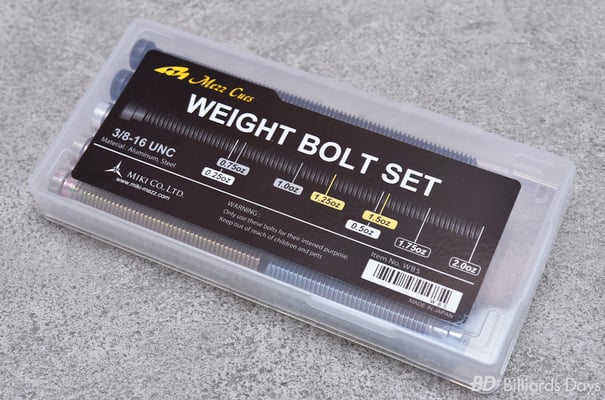 Mezz Cues
WEIGHT BOLT SET
3/8-16 UNC
Material : Aluminum, Steel
MIKI CO., LTD.
www.miki-mezz.com
0.75oz
0.25oz
1.0oz
1.25oz
1.5oz
0.5oz
1.75oz
2.0oz
WARNING :
Only use these bolts for their intened purpose.
Keep out of reach of children and pets
Item No. WBS
MADE IN JAPAN
BD Billiards Days